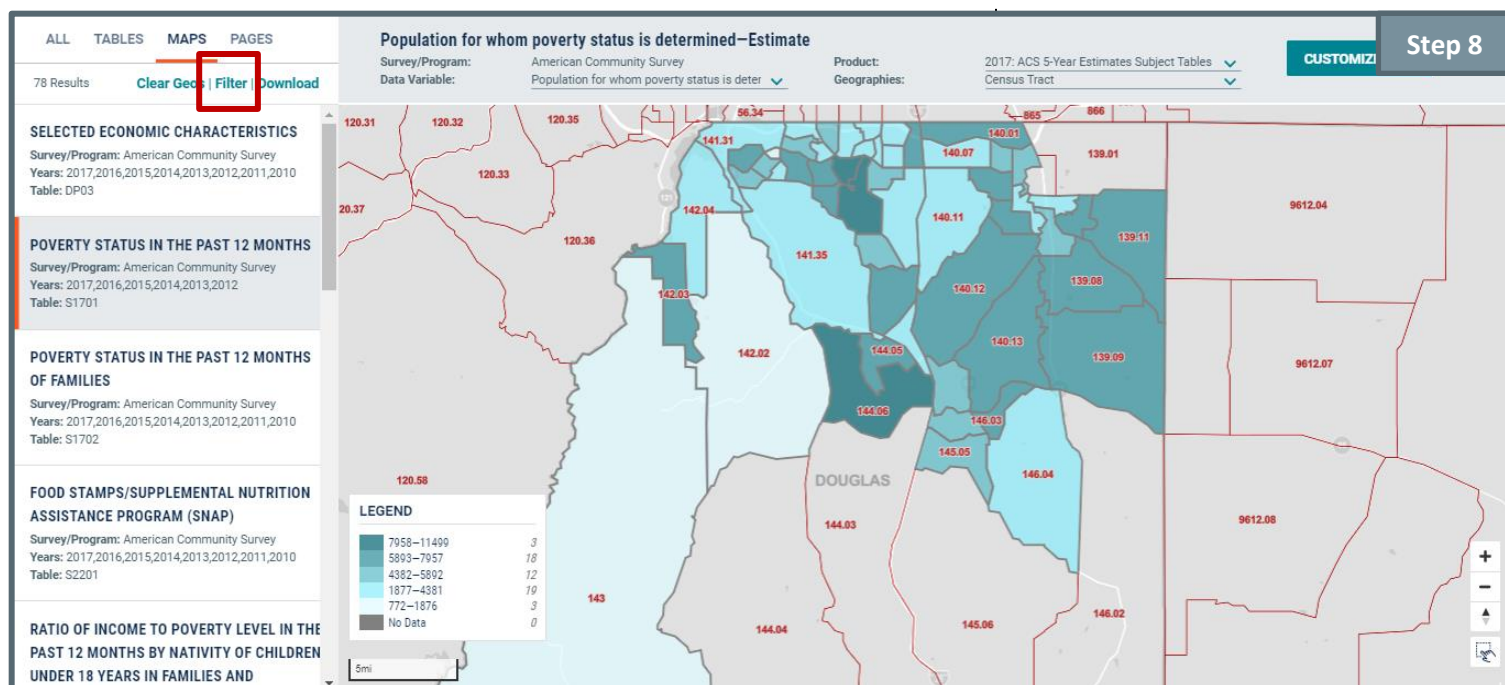 ALL TABLES MAPS PAGES
78 Results Clear Geos | Filter | Download
SELECTED ECONOMIC CHARACTERISTICS
Survey/Program: American Community Survey
Years: 2017,2016,2015,2014,2013,2012,2011,2010
Table: DP03
POVERTY STATUS IN THE PAST 12 MONTHS
Survey/Program: American Community Survey
Years: 2017,2016,2015,2014,2013,2012
Table: S1701
POVERTY STATUS IN THE PAST 12 MONTHS
OF FAMILIES
Survey/Program: American Community Survey
Years: 2017,2016,2015,2014,2013,2012,2011,2010
Table: S1702
FOOD STAMPS/SUPPLEMENTAL NUTRITION
ASSISTANCE PROGRAM (SNAP)
Survey/Program: American Community Survey
Years: 2017,2016,2015,2014,2013,2012,2011,2010
Table: S2201
RATIO OF INCOME TO POVERTY LEVEL IN THE
PAST 12 MONTHS BY NATIVITY OF CHILDREN
UNDER 18 YEARS IN FAMILIES AND
Population for whom poverty status is determined—Estimate
Survey/Program: American Community Survey Product: 2017: ACS 5-Year Estimates Subject Tables
Data Variable: Population for whom poverty status is deter Geographies: Census Tract
CUSTOMIZ
Step 8
120.31 120.32 120.35 56.34 865 866
141.31 140.01
140.07 139.01
120.33
20.37 142.04 140.11 9612.04
120.36 139.11
141.35
142.03 140.12 139.08
142.02 144.05 140.13 139.09 9612.07
144.06 146.03
145.05
120.58 DOUGLAS 146.04
144.03 9612.08
143 146.02
144.04 145.06
LEGEND
7958—11499 3
5893—7957 18
4382—5892 12
1877—4381 19
772—1876 3
No Data 0
5mi